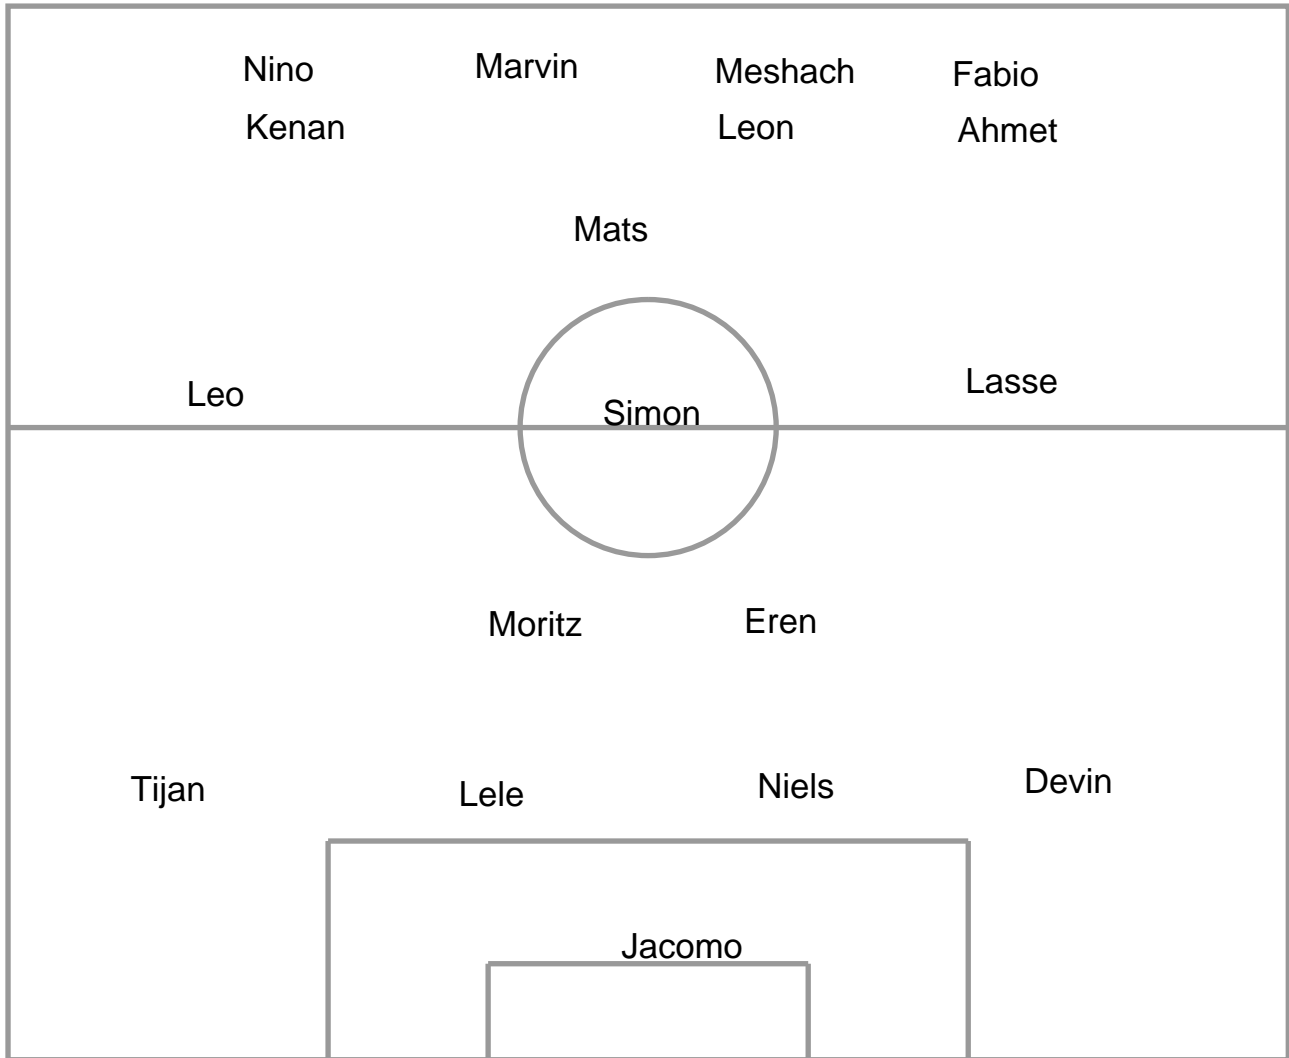 Nino Marvin Meshach Fabio
Kenan Leon Ahmet
Mats
Leo Simon Lasse
Moritz Eren
Tijan Lele Niels Devin
Jacomo